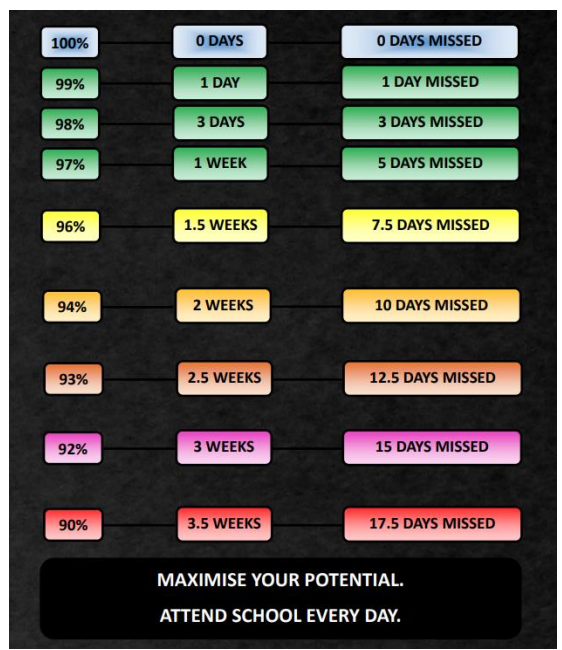 100% 0 DAYS 0 DAYS MISSED
99% 1 DAY 1 DAY MISSED
98% 3 DAYS 3 DAYS MISSED
97% 1 WEEK 5 DAYS MISSED
96% 1.5 WEEKS 7.5 DAYS MISSED
94% 2 WEEKS 10 DAYS MISSED
93% 2.5 WEEKS 12.5 DAYS MISSED
92% 3 WEEKS 15 DAYS MISSED
90% 3.5 WEEKS 17.5 DAYS MISSED
MAXIMISE YOUR POTENTIAL.
ATTEND SCHOOL EVERY DAY.